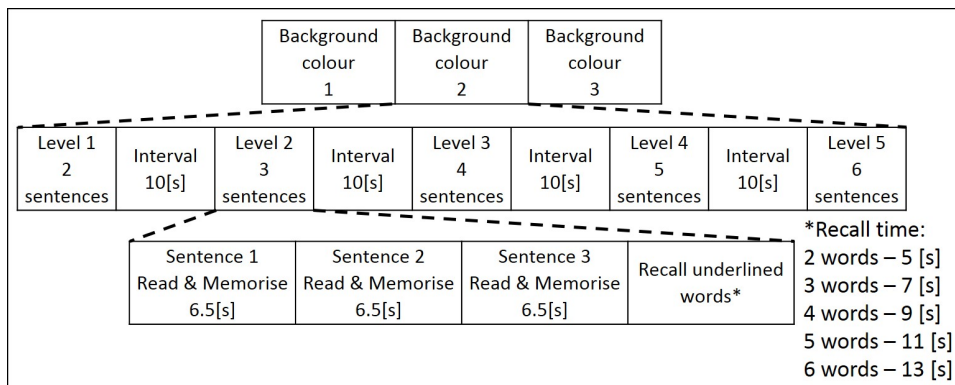 Background
colour
1
Background
colour
2
Background
colour
3
Level 1
2
sentences
Interval
10[s]
Level 2
3
sentences
Interval
10[s]
Level 3
4
sentences
Interval
10[s]
Level 4
5
sentences
Interval
10[s]
Level 5
6
sentences
Sentence 1
Read & Memorise
6.5[s]
Sentence 2
Read & Memorise
6.5[s]
Sentence 3
Read & Memorise
6.5[s]
Recall underlined
words*
*Recall time:
2 words – 5 [s]
3 words – 7 [s]
4 words – 9 [s]
5 words – 11 [s]
6 words – 13 [s]